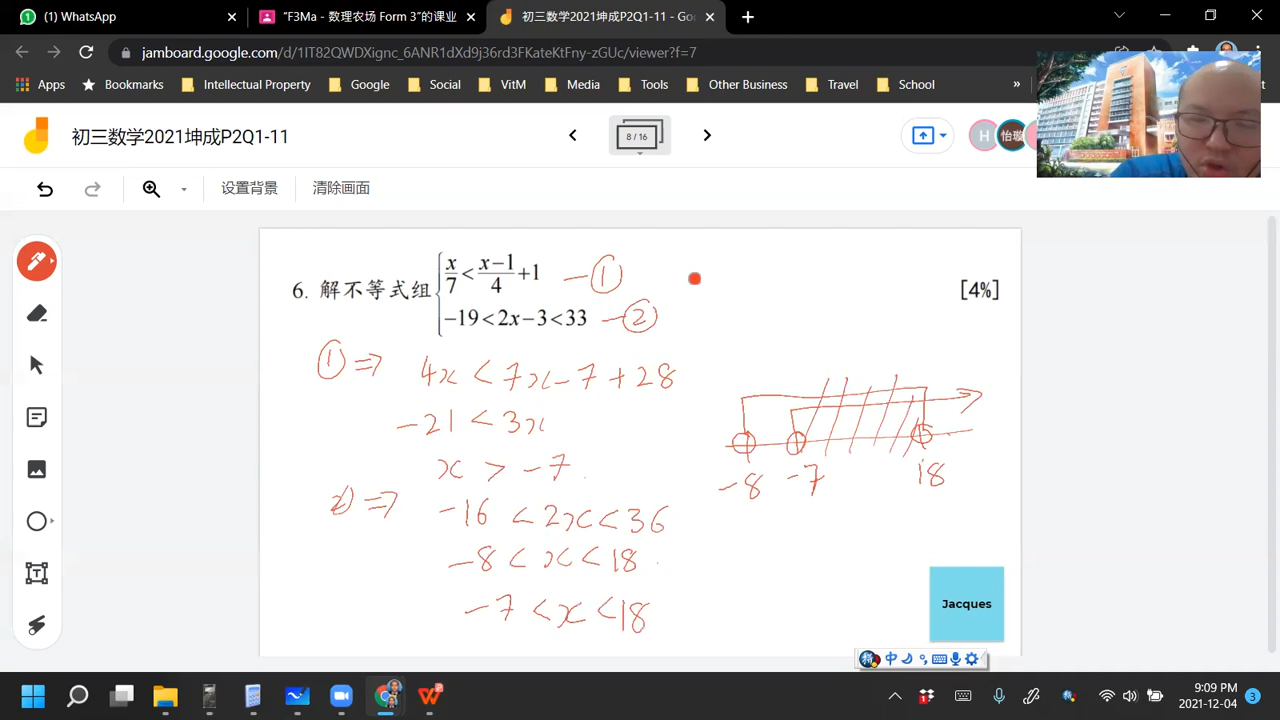 (1) WhatsApp
"F3Ma - 数理农场 Form 3"的课业
初三数学2021坤成P2Q1-11 - Go
jamboard.google.com/d/1IT82QWDXignc_6ANR1dXd9j36rd3FKateKtFny-zGUc/viewer?f=7
Apps Bookmarks Intellectual Property Google Social VitM Media Tools Other Business Travel School »
初三数学2021坤成P2Q1-11
8 / 16
H 怡璇
设置背景 清除画面
6. 解不等式组
x/7 < (x-1)/4 + 1 — ①
-19 < 2x - 3 < 33 — ②
[4%]
① ⇒ 4x < 7x - 7 + 28
-21 < 3x
x > -7
② ⇒ -16 < 2x < 36
-8 < x < 18
-7 < x < 18
-8 -7 18
Jacques
中
9:09 PM
2021-12-04
3